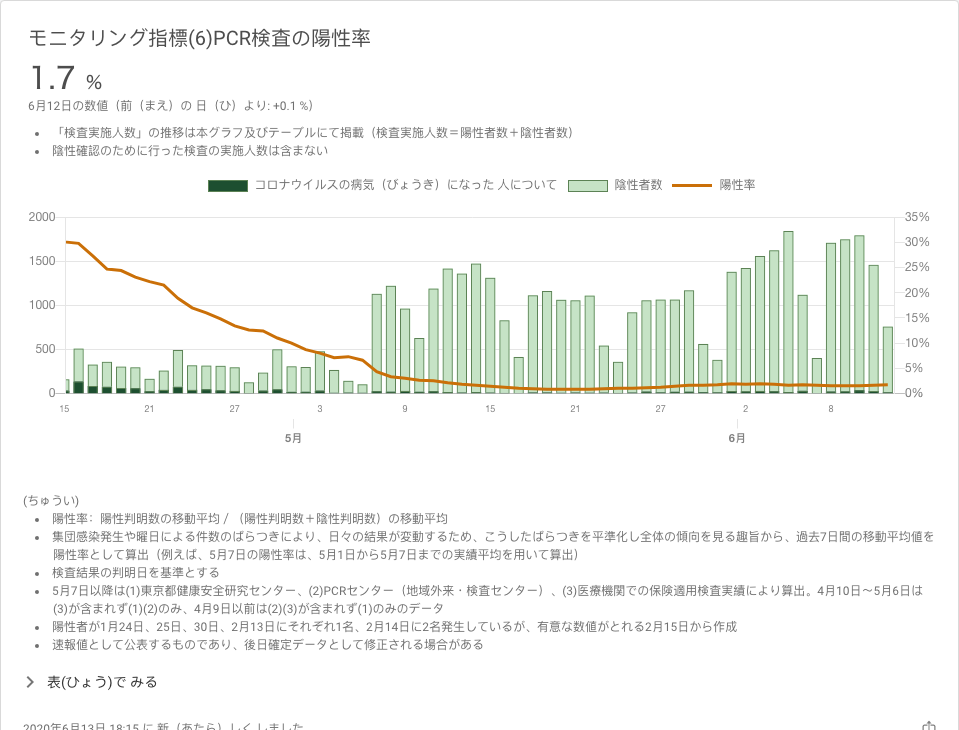 モニタリング指標(6)PCR検査の陽性率
1.7 %
6月12日の数値（前（まえ）の 日（ひ）より: +0.1 %）
• 「検査実施人数」の推移は本グラフ及びテーブルにて掲載（検査実施人数＝陽性者数＋陰性者数）
• 陰性確認のために行った検査の実施人数は含まない
コロナウイルスの病気（びょうき）になった 人について 陰性者数 陽性率
2000 35%
30%
1500 25%
20%
1000 15%
10%
500 5%
0 0%
15 21 27 3 9 15 21 27 2 8
5月 6月
(ちゅうい)
• 陽性率：陽性判明数の移動平均 / （陽性判明数＋陰性判明数）の移動平均
• 集団感染発生や曜日による件数のばらつきにより、日々の結果が変動するため、こうしたばらつきを平準化し全体の傾向を見る趣旨から、過去7日間の移動平均値を
陽性率として算出（例えば、5月7日の陽性率は、5月1日から5月7日までの実績平均を用いて算出）
• 検査結果の判明日を基準とする
• 5月7日以降は(1)東京都健康安全研究センター、(2)PCRセンター（地域外来・検査センター）、(3)医療機関での保険適用検査実績により算出。4月10日～5月6日は
(3)が含まれず(1)(2)のみ、4月9日以前は(2)(3)が含まれず(1)のみのデータ
• 陽性者が1月24日、25日、30日、2月13日にそれぞれ1名、2月14日に2名発生しているが、有意な数値がとれる2月15日から作成
• 速報値として公表するものであり、後日確定データとして修正される場合がある
表(ひょう)で みる
2020年6月13日 18:15 に 新（あたら）しく しました